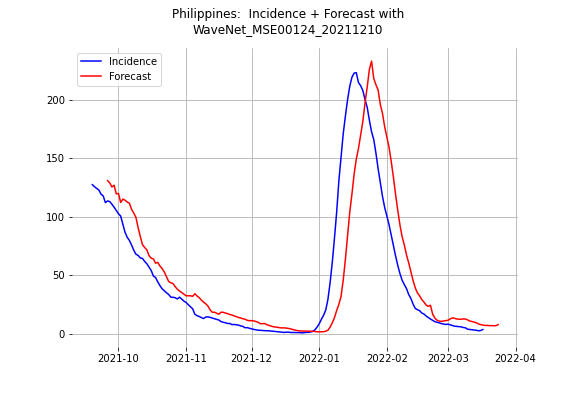 Philippines:  Incidence + Forecast with
WaveNet_MSE00124_20211210
Incidence
Forecast
200
150
100
50
0
2021-10 2021-11 2021-12 2022-01 2022-02 2022-03 2022-04